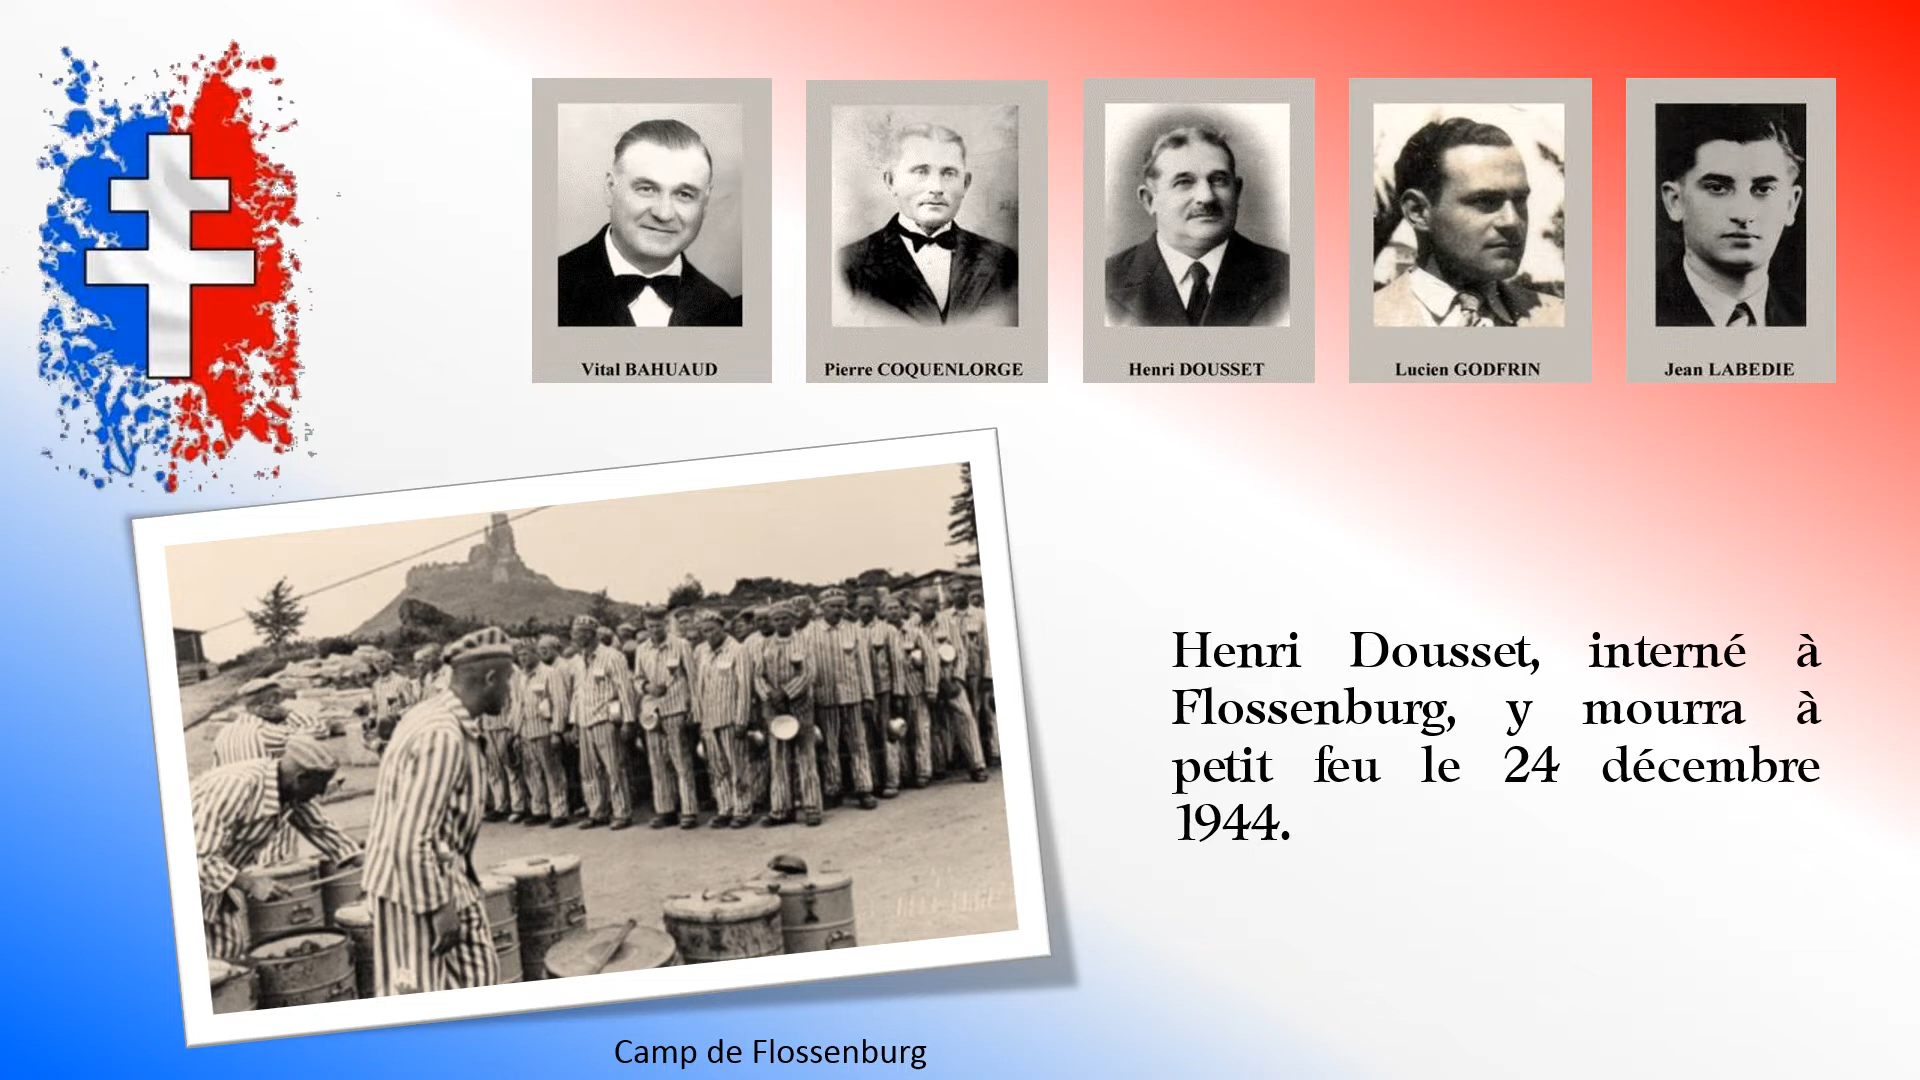 Vital BAHUAUD
Pierre COQUENLORGE
Henri DOUSSET
Lucien GODFRIN
Jean LABEDIE
Henri Dousset, interné à
Flossenburg, y mourra à
petit feu le 24 décembre
1944.
Camp de Flossenburg